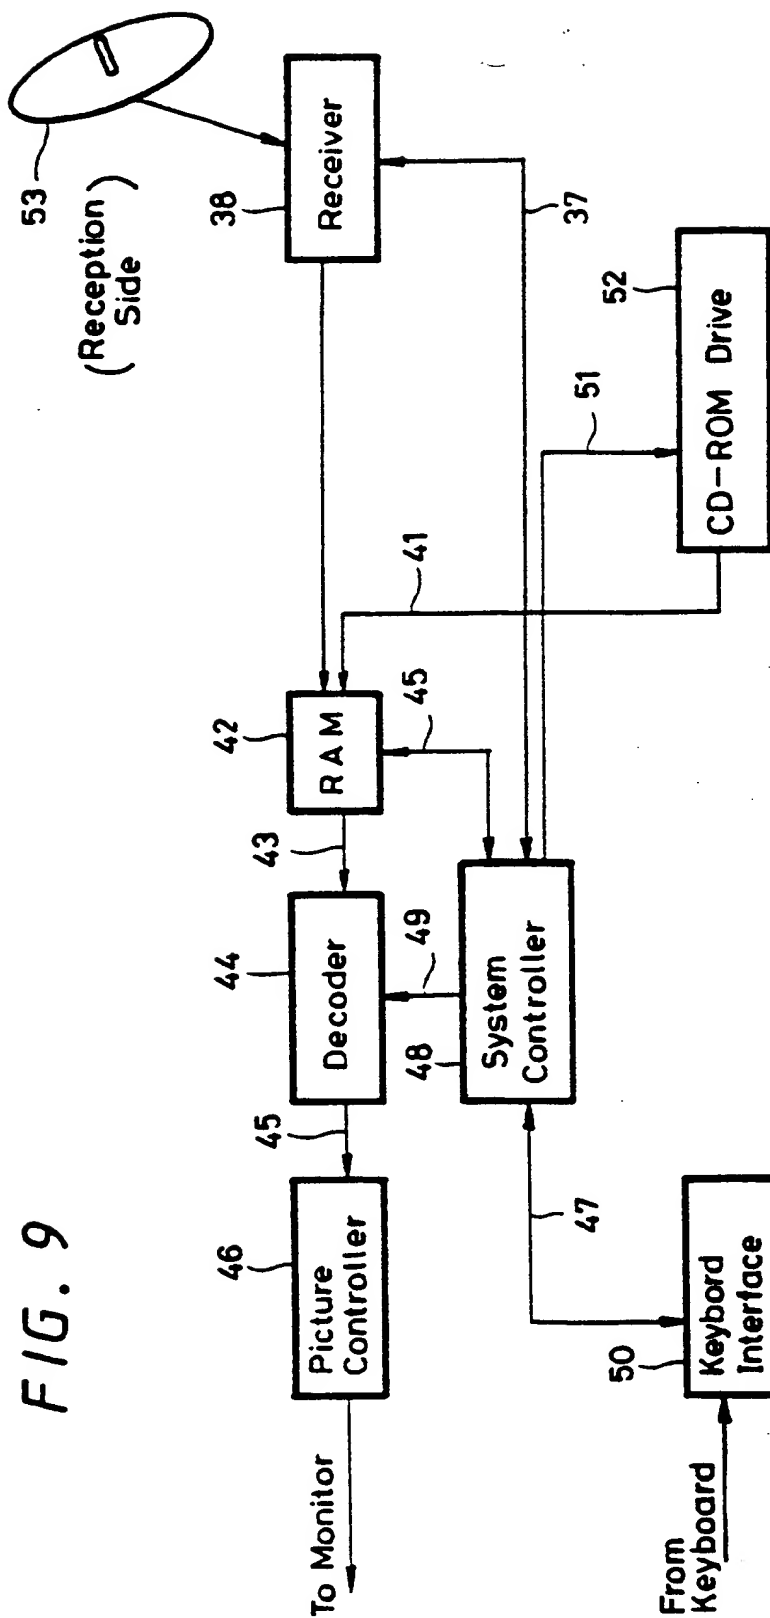 FIG. 9
(Reception
Side)
53
38
Receiver
37
42
RAM
41
45
43
44
Decoder
49
45
46
Picture
Controller
To Monitor
48
System
Controller
47
51
52
CD-ROM Drive
50
Keybord
Interface
From
Keyboard